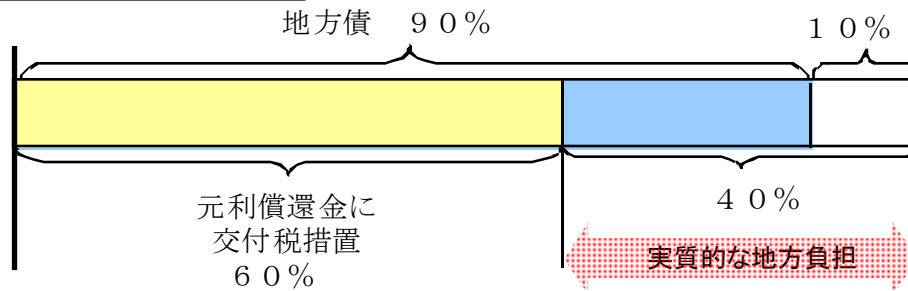 地方債　９０％
１０％
元利償還金に
交付税措置
６０％
４０％
実質的な地方負担